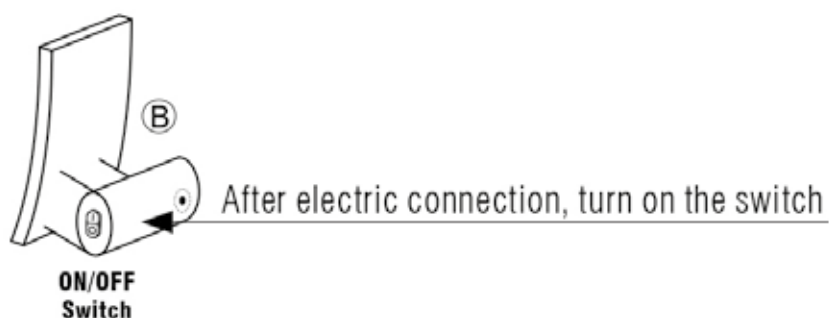 B
After electric connection, turn on the switch
ON/OFF
Switch